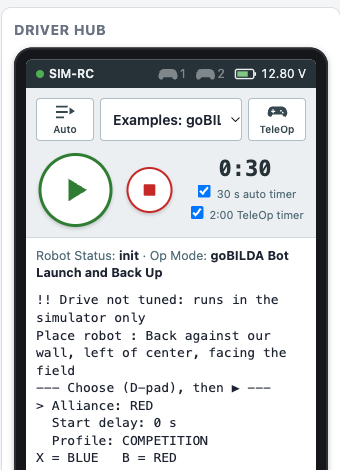 DRIVER HUB
SIM-RC 1 2 12.80 V
Auto
Examples: goBIL
TeleOp
0:30
30 s auto timer
2:00 TeleOp timer
Robot Status: init · Op Mode: goBILDA Bot
Launch and Back Up
!! Drive not tuned: runs in the
simulator only
Place robot : Back against our
wall, left of center, facing the
field
--- Choose (D-pad), then ▶ ---
> Alliance: RED
Start delay: 0 s
Profile: COMPETITION
X = BLUE B = RED